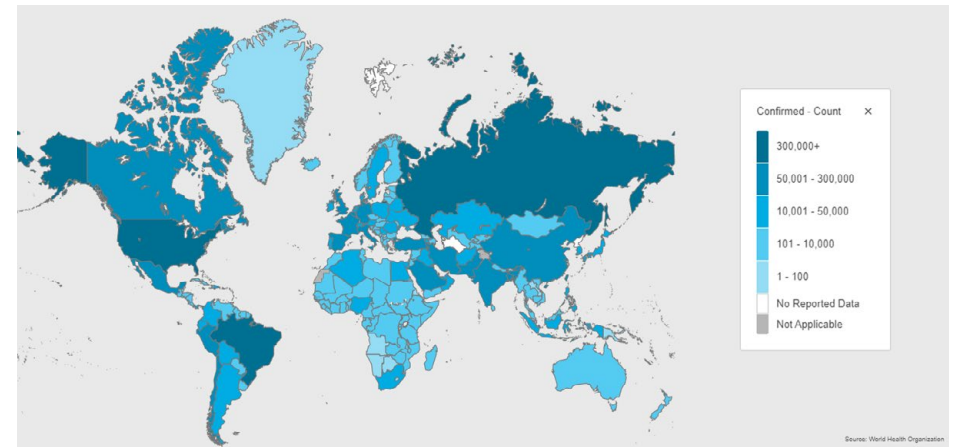 Confirmed - Count ×
300,000+
50,001 - 300,000
10,001 - 50,000
101 - 10,000
1 - 100
No Reported Data
Not Applicable
Source: World Health Organization